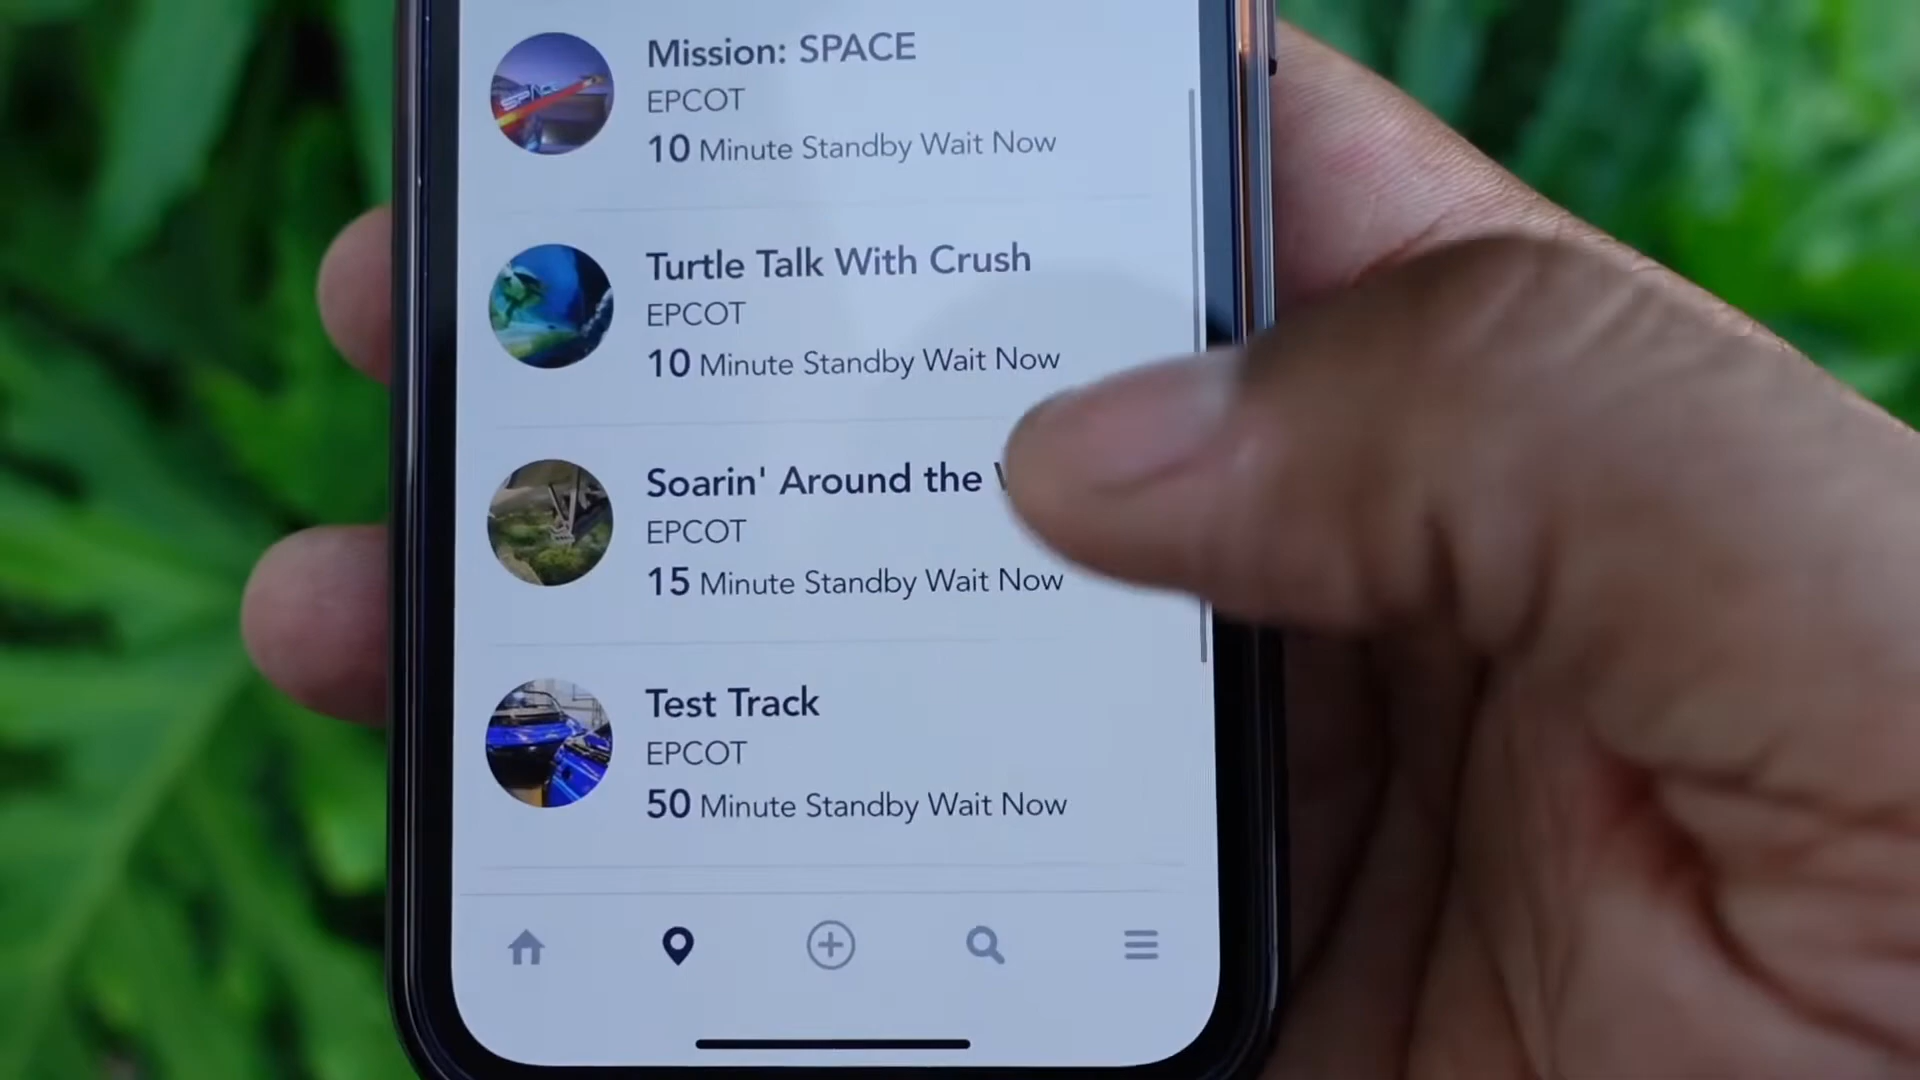 Mission: SPACE
EPCOT
10 Minute Standby Wait Now
Turtle Talk With Crush
EPCOT
10 Minute Standby Wait Now
Soarin' Around the
EPCOT
15 Minute Standby Wait Now
Test Track
EPCOT
50 Minute Standby Wait Now